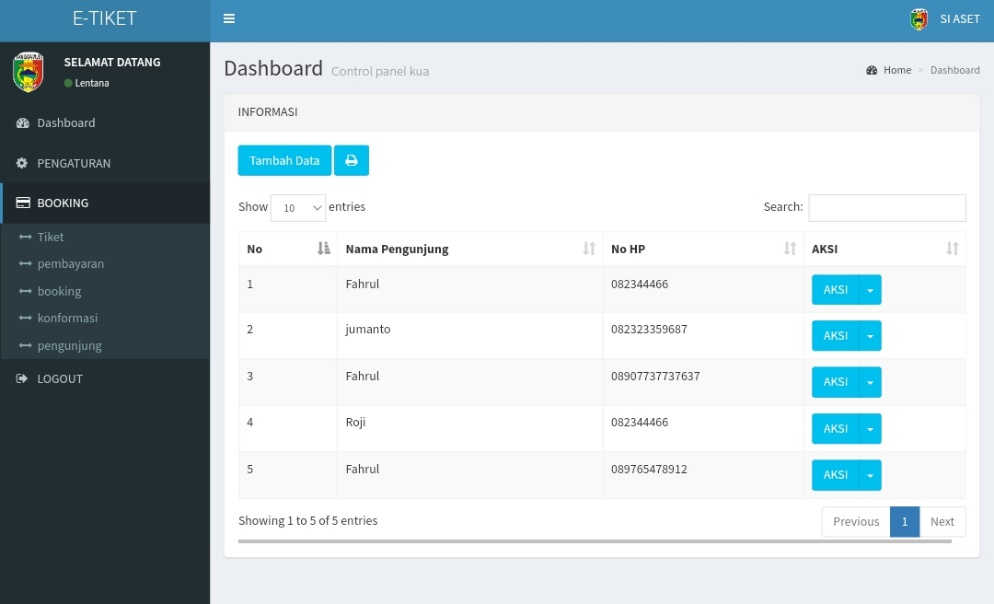 E-TIKET
SI ASET
SELAMAT DATANG
Lentana
Dashboard
PENGATURAN
BOOKING
Tiket
pembayaran
booking
konformasi
pengunjung
LOGOUT
Dashboard Control panel kua
Home > Dashboard
INFORMASI
Tambah Data
Show 10 entries
Search:
No Nama Pengunjung No HP AKSI
1 Fahrul 082344466 AKSI
2 jumanto 082323359687 AKSI
3 Fahrul 08907737737637 AKSI
4 Roji 082344466 AKSI
5 Fahrul 089765478912 AKSI
Showing 1 to 5 of 5 entries
Previous 1 Next